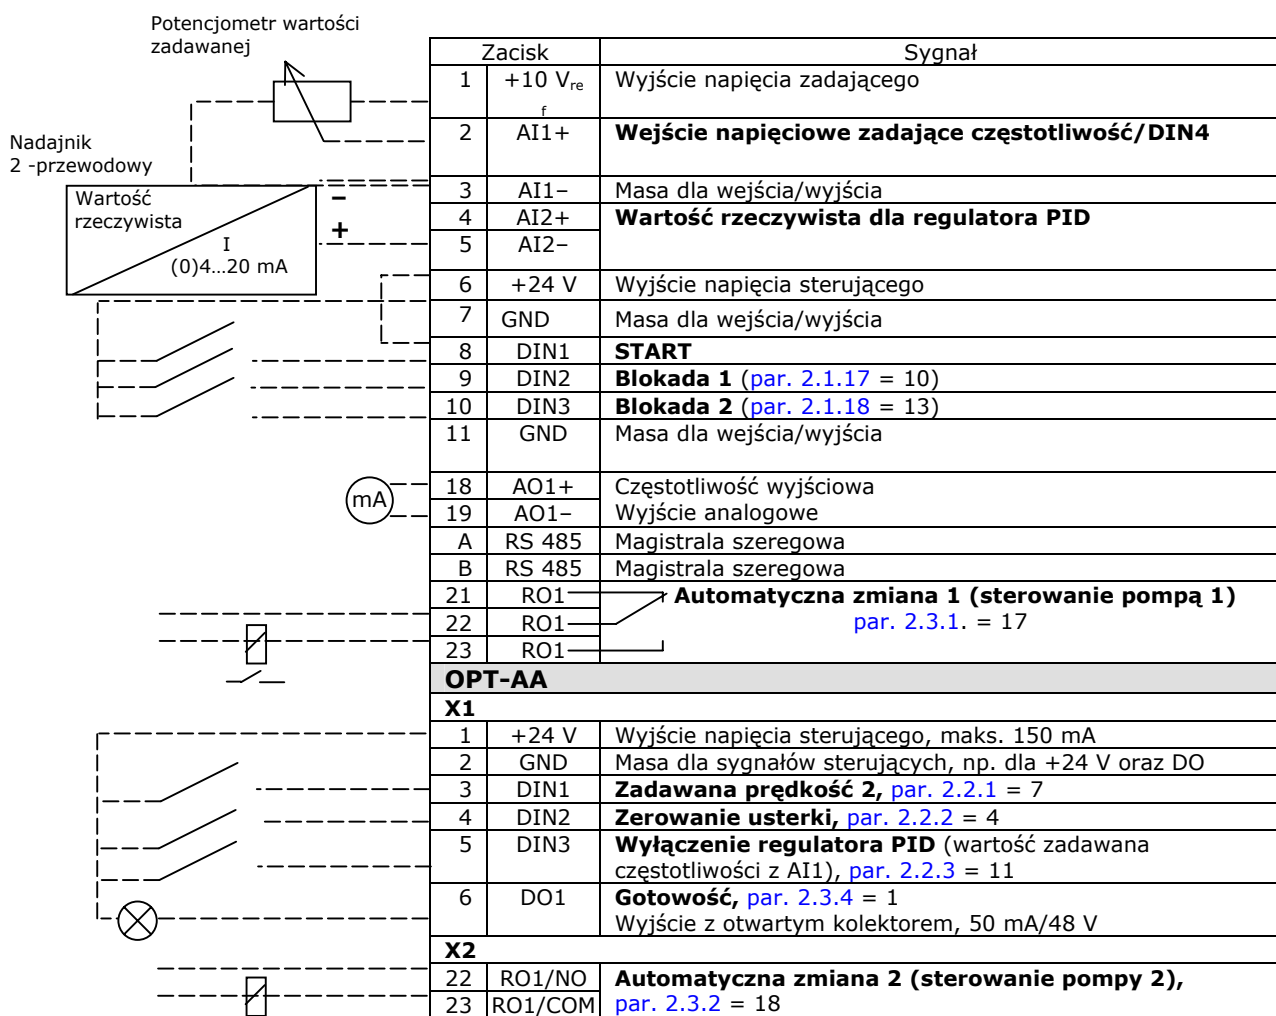 Potencjometr wartości
zadawanej
Nadajnik
2 -przewodowy
Wartość
rzeczywista
I
(0)4...20 mA
–
+
mA
Zacisk Sygnał
1 +10 Vref Wyjście napięcia zadającego
2 AI1+ Wejście napięciowe zadające częstotliwość/DIN4
3 AI1– Masa dla wejścia/wyjścia
4 AI2+ Wartość rzeczywista dla regulatora PID
5 AI2–
6 +24 V Wyjście napięcia sterującego
7 GND Masa dla wejścia/wyjścia
8 DIN1 START
9 DIN2 Blokada 1 (par. 2.1.17 = 10)
10 DIN3 Blokada 2 (par. 2.1.18 = 13)
11 GND Masa dla wejścia/wyjścia
18 AO1+ Częstotliwość wyjściowa
19 AO1– Wyjście analogowe
A RS 485 Magistrala szeregowa
B RS 485 Magistrala szeregowa
21 RO1 Automatyczna zmiana 1 (sterowanie pompą 1)
22 RO1 par. 2.3.1. = 17
23 RO1
OPT-AA
X1
1 +24 V Wyjście napięcia sterującego, maks. 150 mA
2 GND Masa dla sygnałów sterujących, np. dla +24 V oraz DO
3 DIN1 Zadawana prędkość 2, par. 2.2.1 = 7
4 DIN2 Zerowanie usterki, par. 2.2.2 = 4
5 DIN3 Wyłączenie regulatora PID (wartość zadawana
częstotliwości z AI1), par. 2.2.3 = 11
6 DO1 Gotowość, par. 2.3.4 = 1
Wyjście z otwartym kolektorem, 50 mA/48 V
X2
22 RO1/NO Automatyczna zmiana 2 (sterowanie pompy 2),
23 RO1/COM par. 2.3.2 = 18